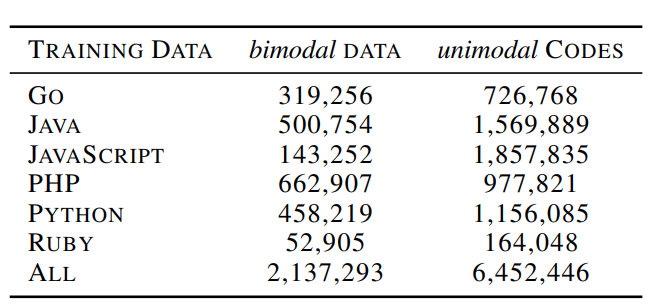 TRAINING DATA bimodal DATA unimodal CODES
GO 319,256 726,768
JAVA 500,754 1,569,889
JAVASCRIPT 143,252 1,857,835
PHP 662,907 977,821
PYTHON 458,219 1,156,085
RUBY 52,905 164,048
ALL 2,137,293 6,452,446